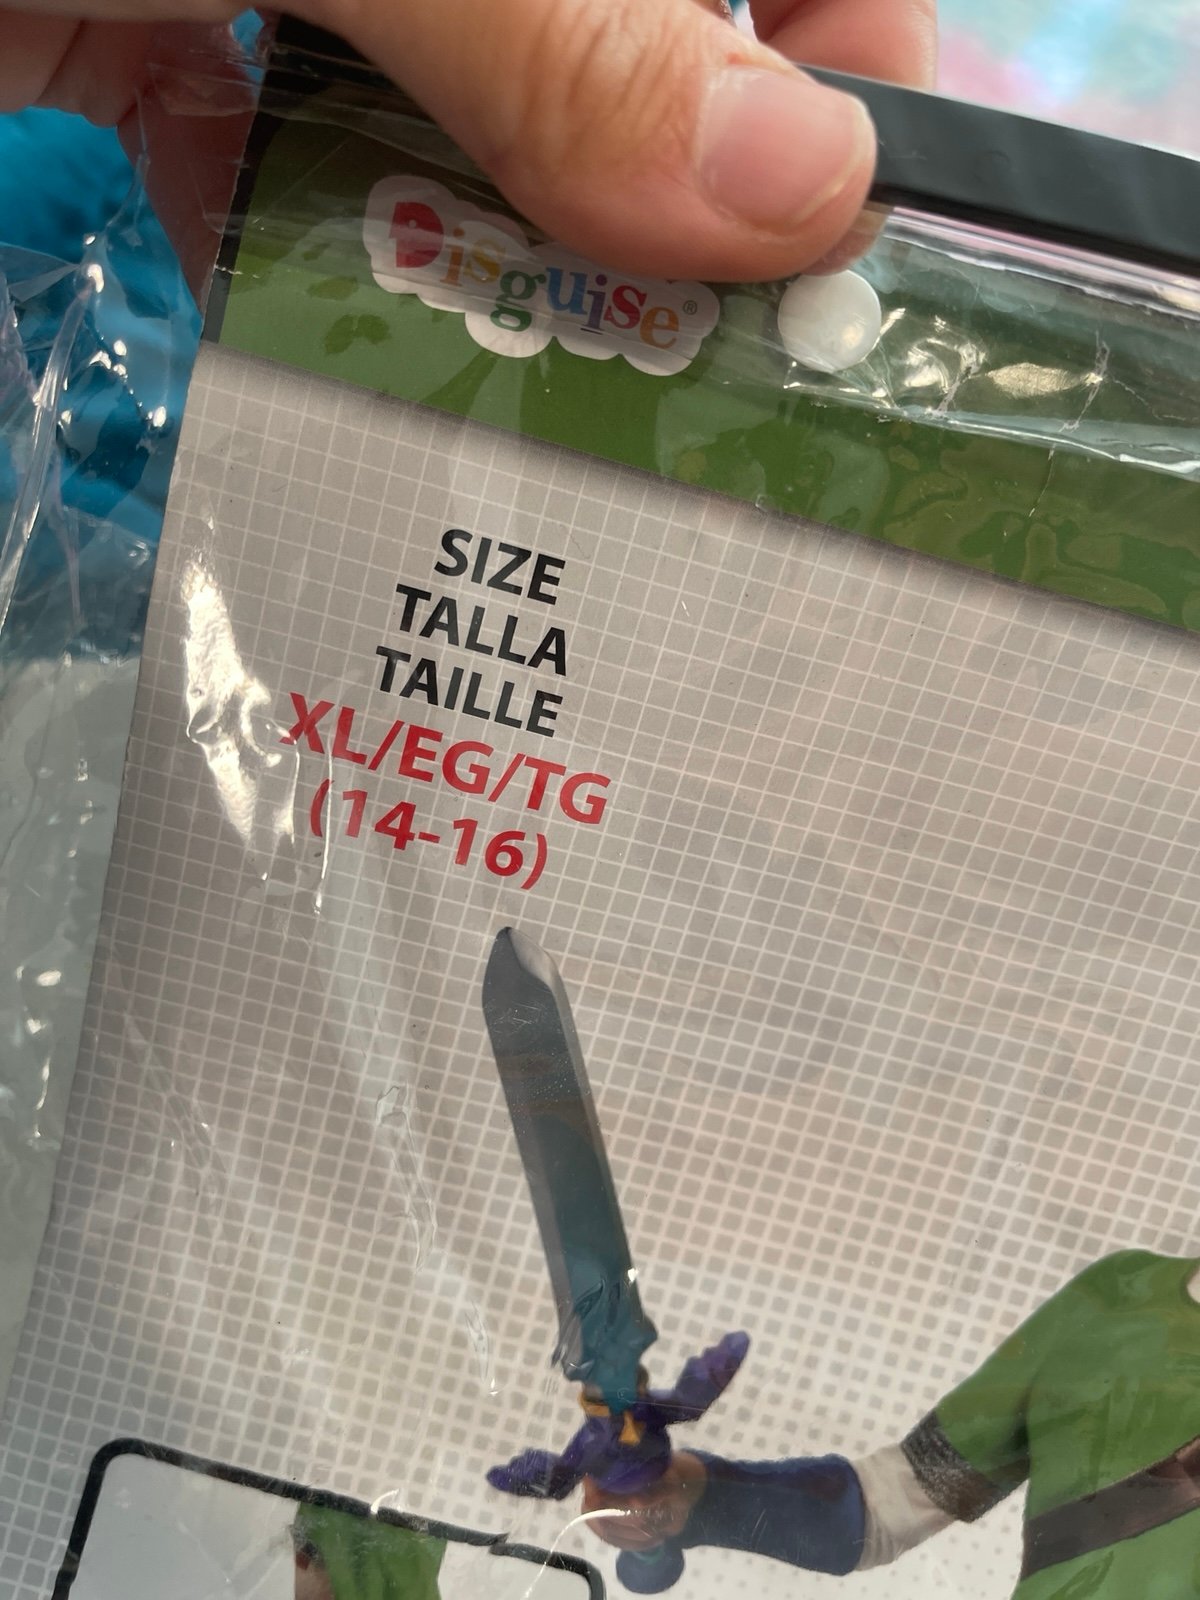 Disguise®
SIZE
TALLA
TAILLE
XL/EG/TG
(14-16)